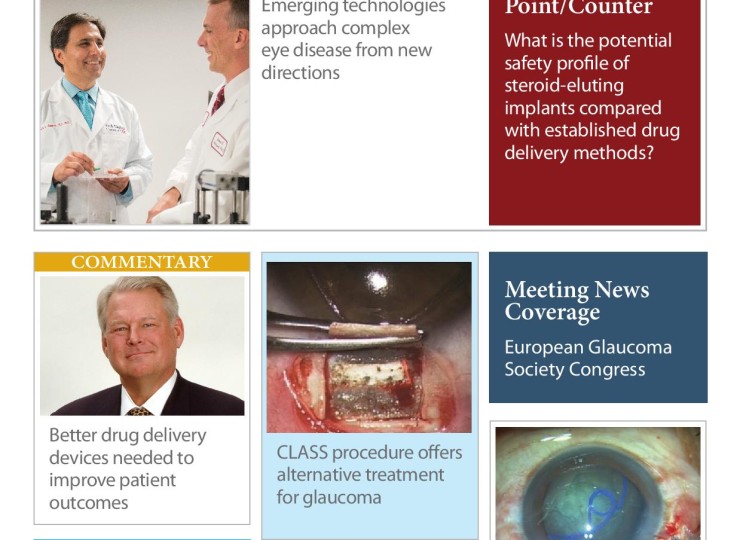 Emerging technologies
approach complex
eye disease from new
directions
Point/Counter
What is the potential
safety profile of
steroid-eluting
implants compared
with established drug
delivery methods?
COMMENTARY
Better drug delivery
devices needed to
improve patient
outcomes
CLASS procedure offers
alternative treatment
for glaucoma
Meeting News
Coverage
European Glaucoma
Society Congress